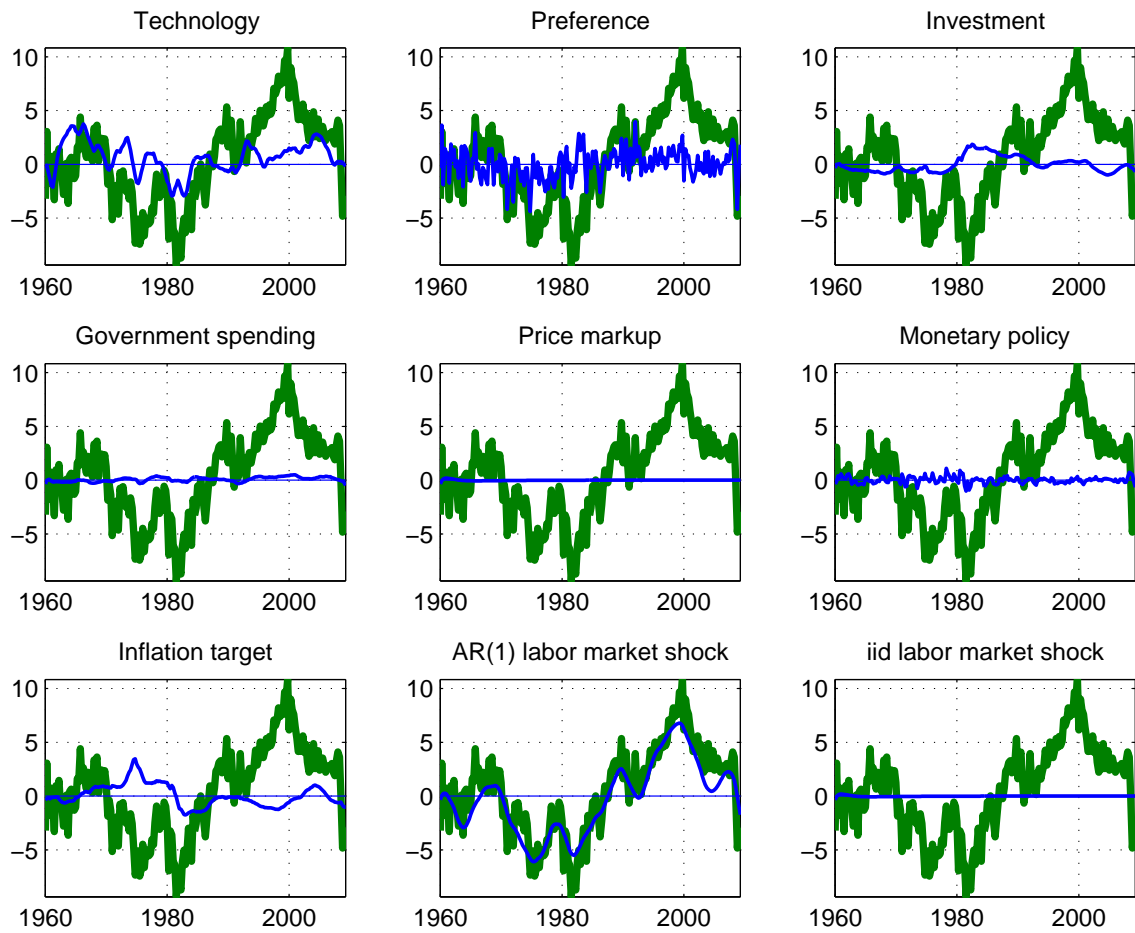 Technology Preference Investment
10 10 10
5 5 5
0 0 0
−5 −5 −5
1960 1980 2000 1960 1980 2000 1960 1980 2000
Government spending Price markup Monetary policy
10 10 10
5 5 5
0 0 0
−5 −5 −5
1960 1980 2000 1960 1980 2000 1960 1980 2000
Inflation target AR(1) labor market shock iid labor market shock
10 10 10
5 5 5
0 0 0
−5 −5 −5
1960 1980 2000 1960 1980 2000 1960 1980 2000